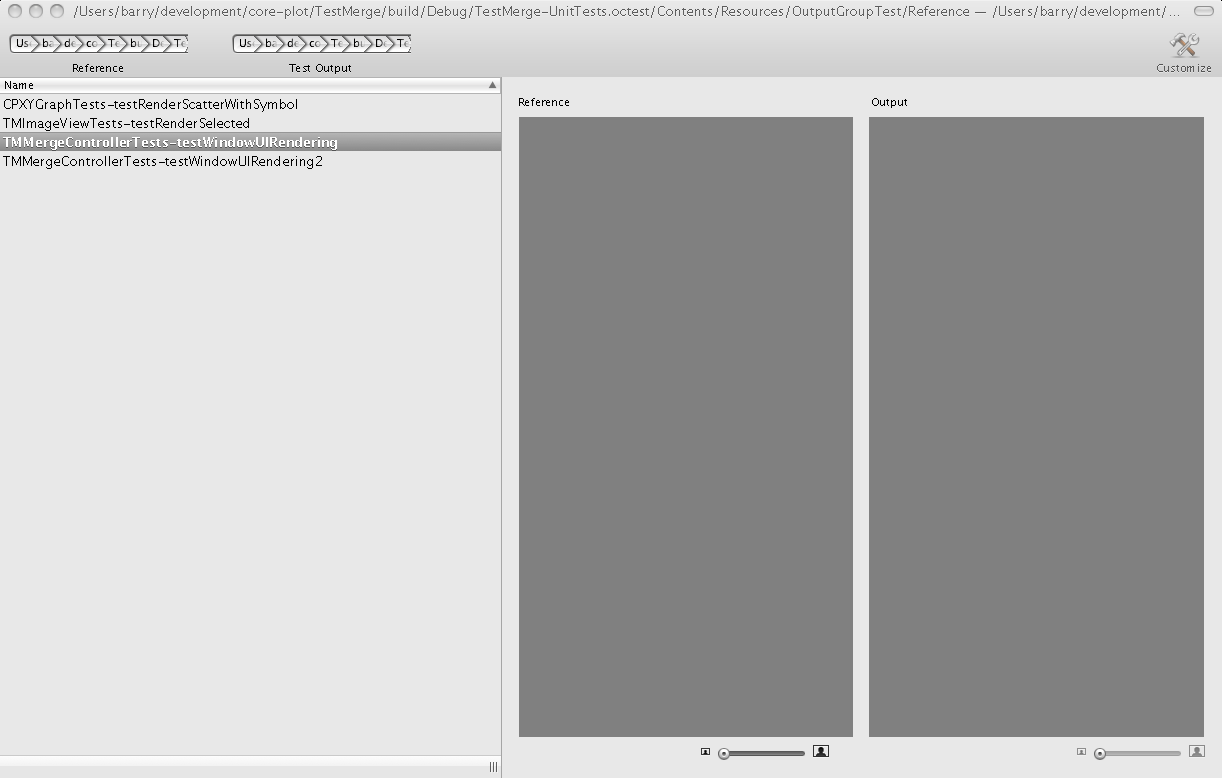 /Users/barry/development/core-plot/TestMerge/build/Debug/TestMerge-UnitTests.octest/Contents/Resources/OutputGroupTest/Reference — /Users/barry/development/...
Us ba de co Te bu De Te
Us ba de co Te bu De Te
Reference
Test Output
Customize
Name
CPXYGraphTests-testRenderScatterWithSymbol
TMImageViewTests-testRenderSelected
TMMergeControllerTests-testWindowUIRendering
TMMergeControllerTests-testWindowUIRendering2
Reference
Output